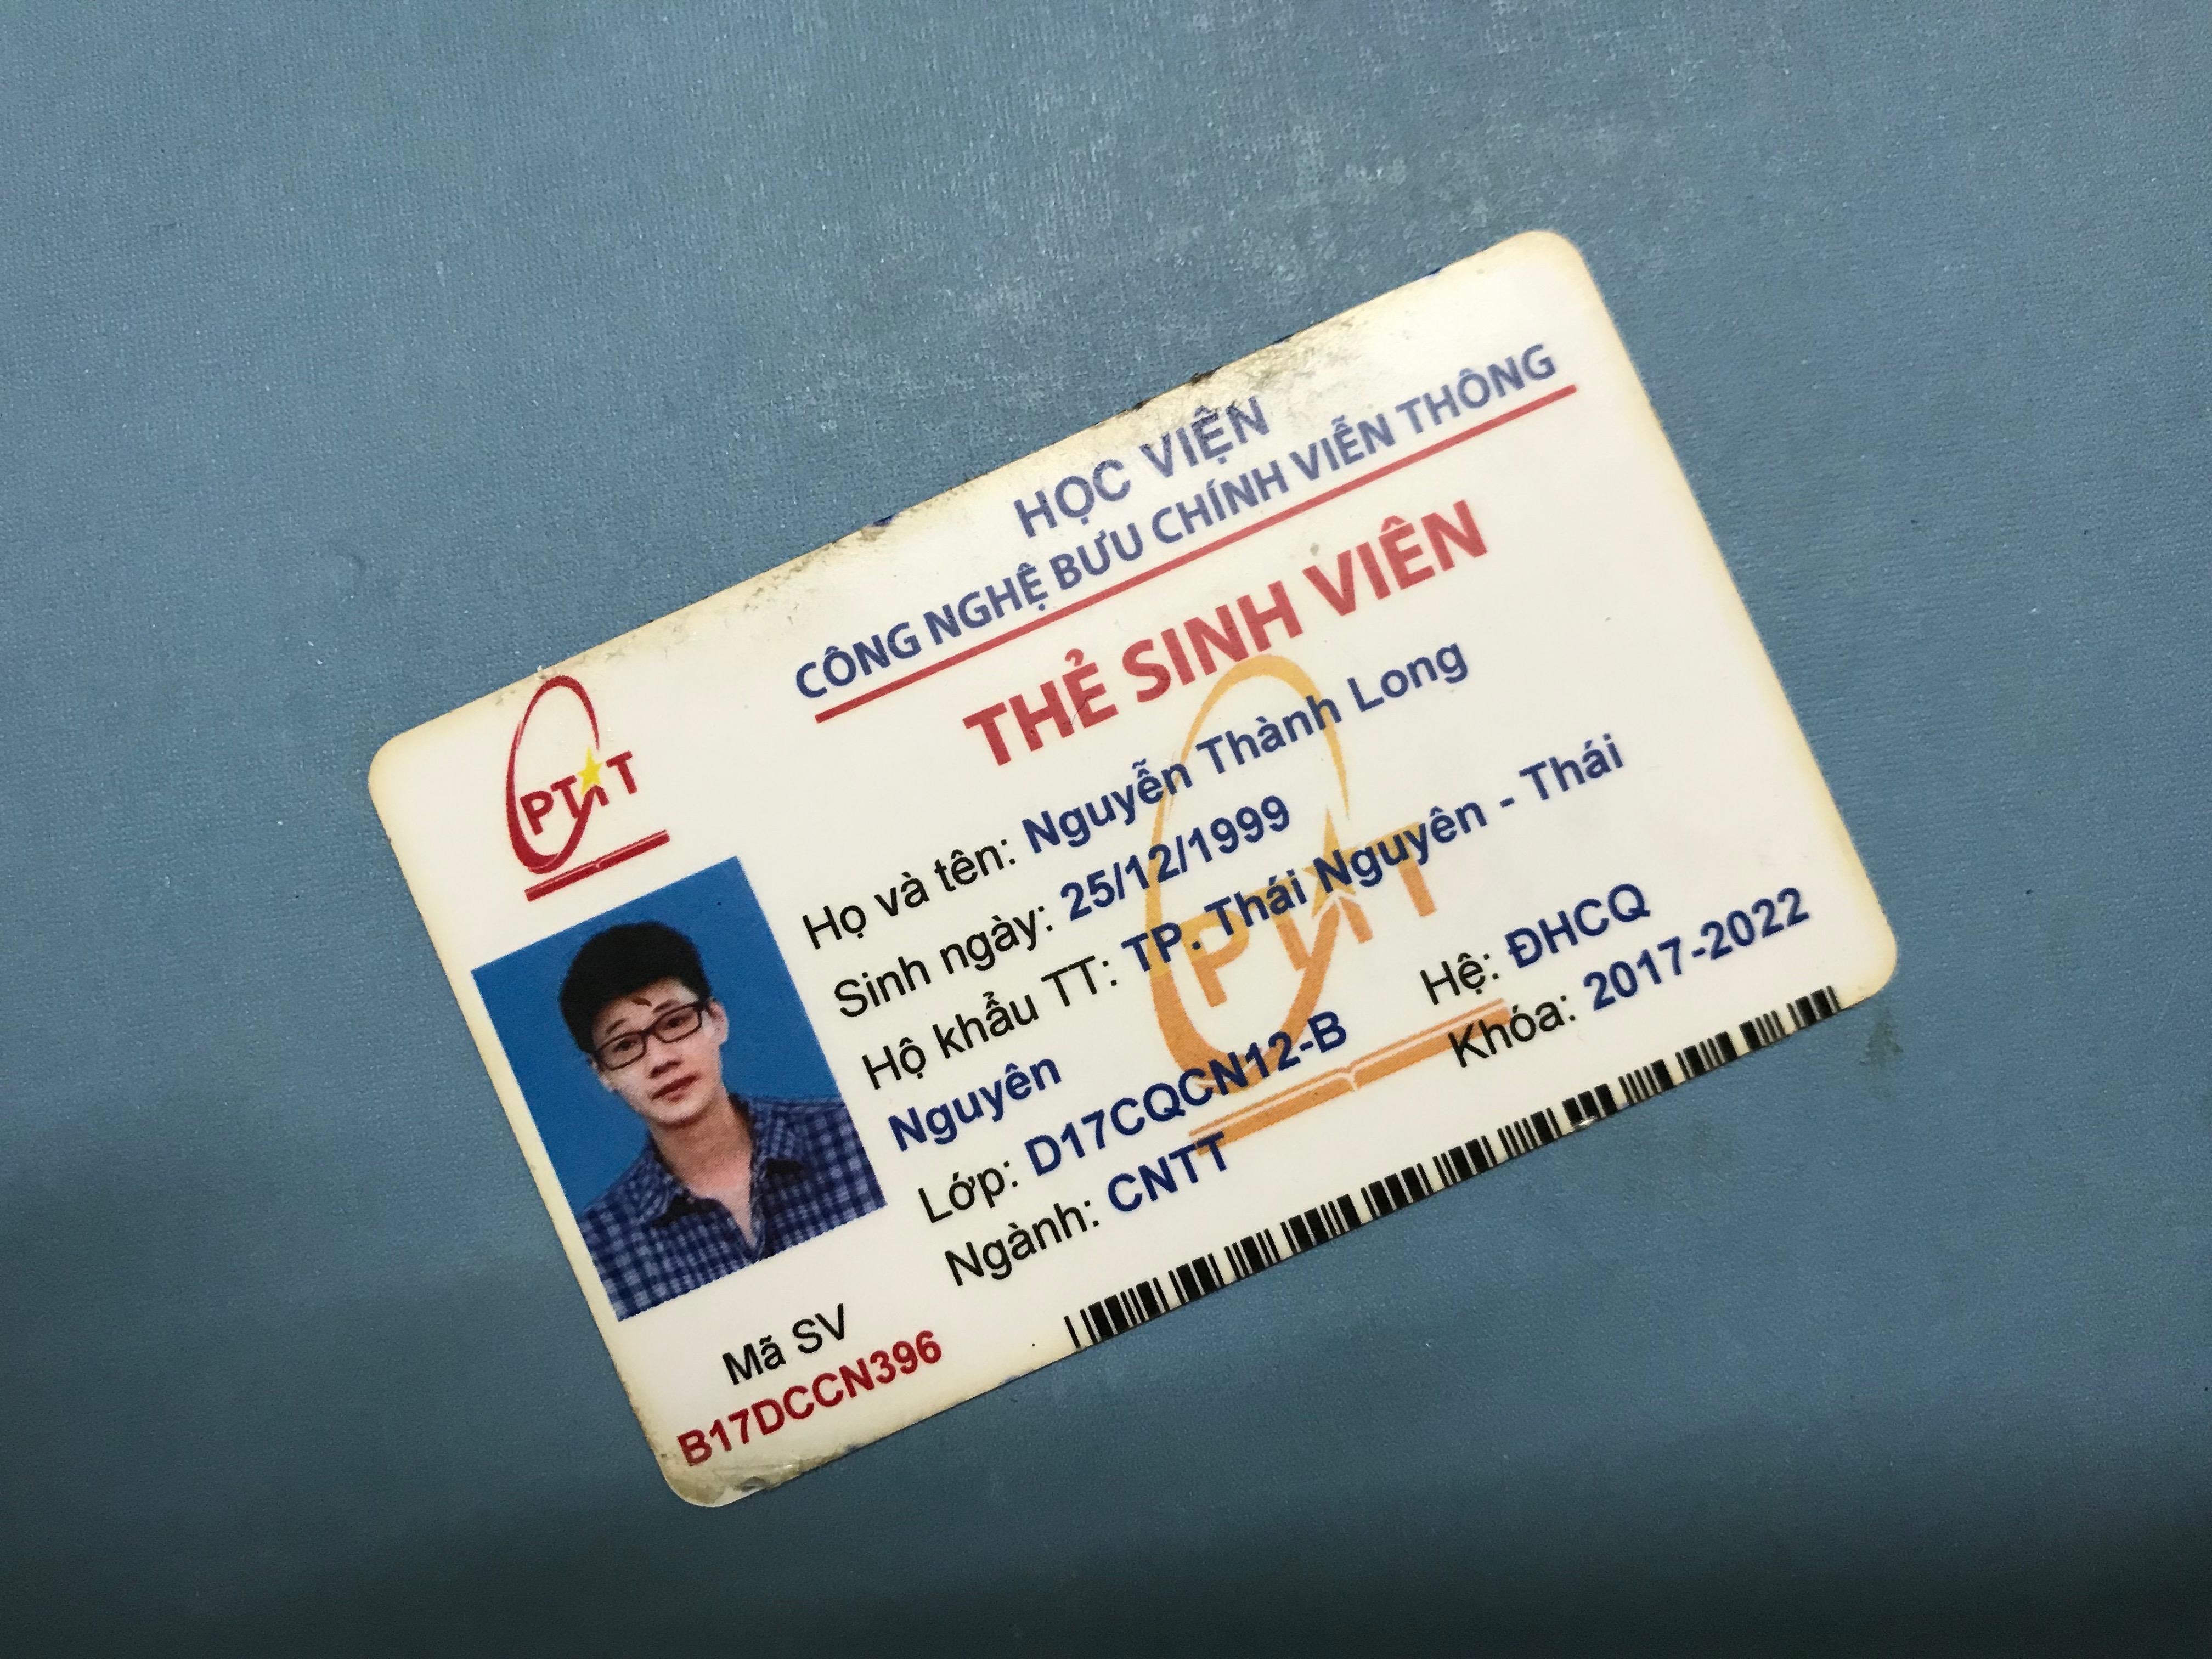 HỌC VIỆN
CÔNG NGHỆ BƯU CHÍNH VIỄN THÔNG
THẺ SINH VIÊN
PTIT
Họ và tên: Nguyễn Thành Long
Sinh ngày: 25/12/1999
Hộ khẩu TT: TP. Thái Nguyên - Thái
Nguyên
Lớp: D17CQCN12-B
Hệ: ĐHCQ
Ngành: CNTT
Khóa: 2017-2022
Mã SV
B17DCCN396
PTIT